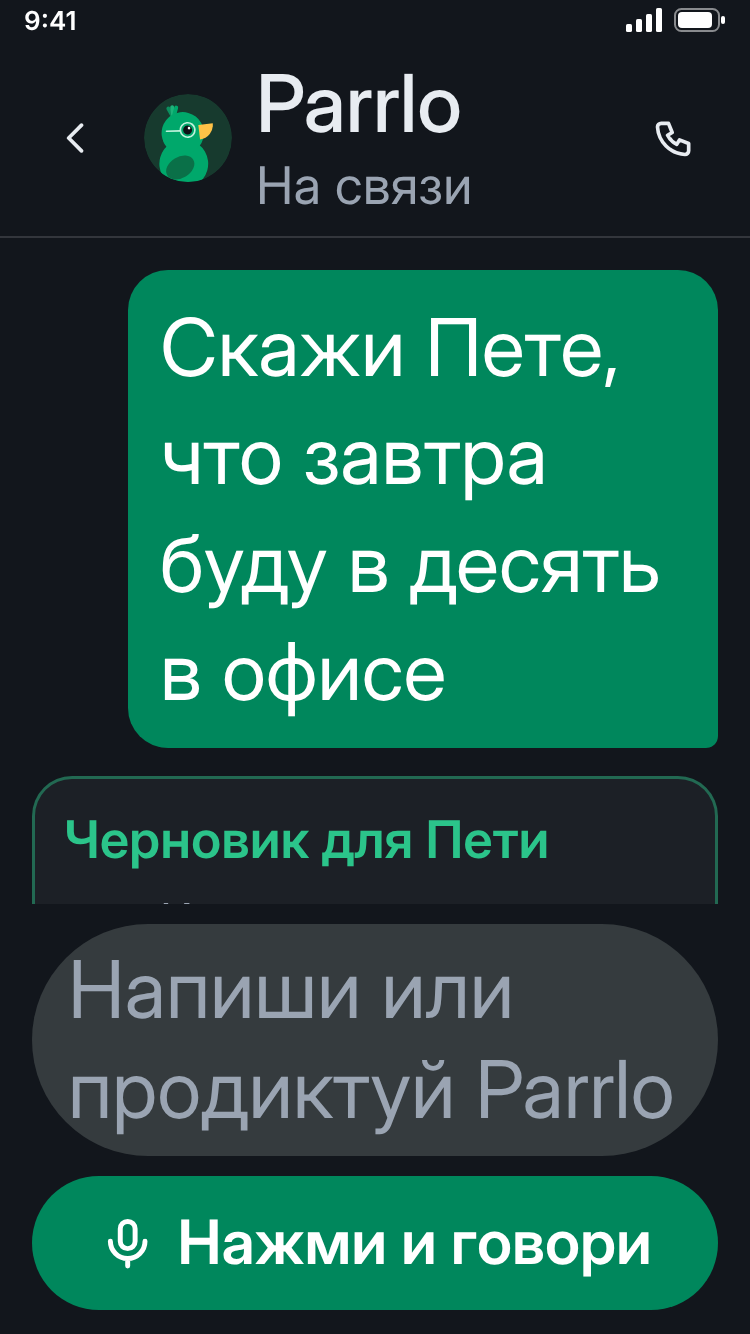 9:41
Parrlo
На связи
Скажи Пете,
что завтра
буду в десять
в офисе
Черновик для Пети
Напиши или
продиктуй Parrlo
Нажми и говори